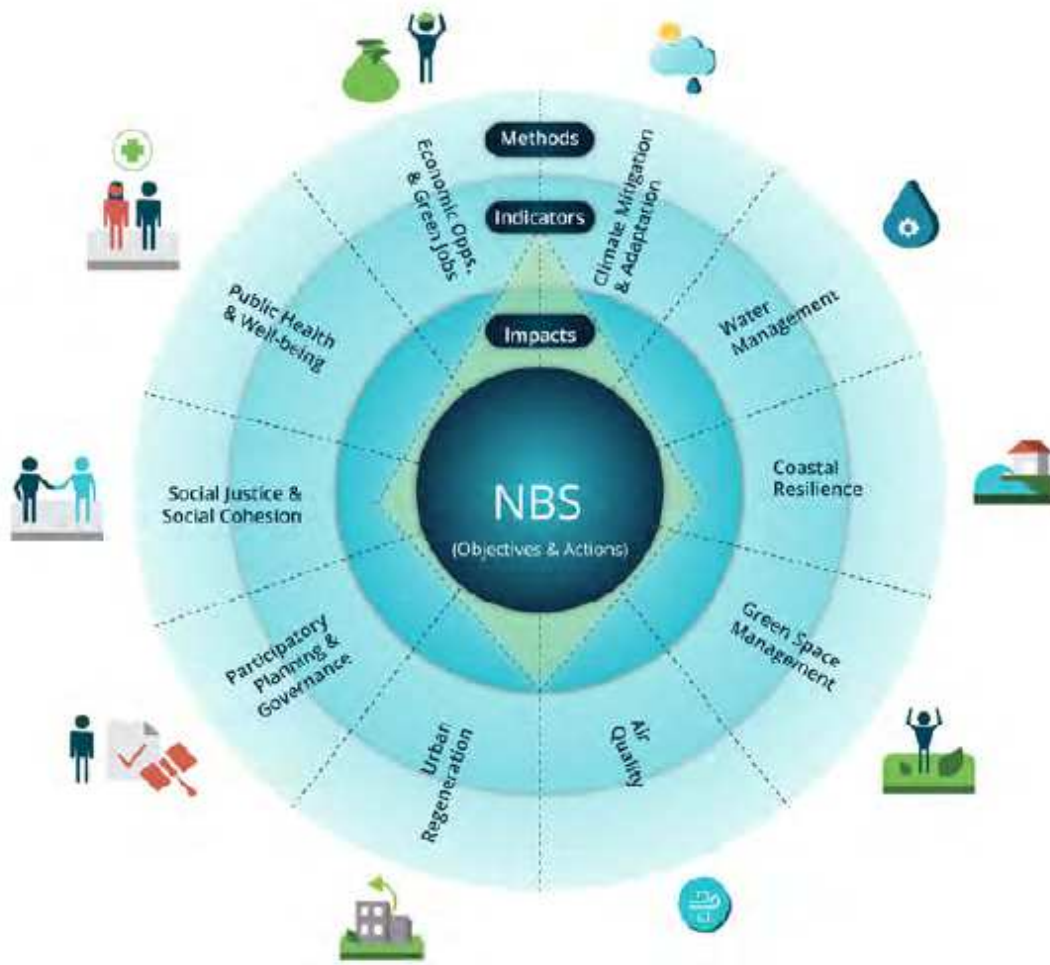 Methods
Indicators
Impacts
NBS
(Objectives & Actions)
Climate Mitigation
& Adaptation
Water
Management
Coastal
Resilience
Green Space
Management
Air
Quality
Urban
Regeneration
Participatory
Planning &
Governance
Social Justice &
Social Cohesion
Public Health
& Well-being
Economic Opps.
& Green Jobs